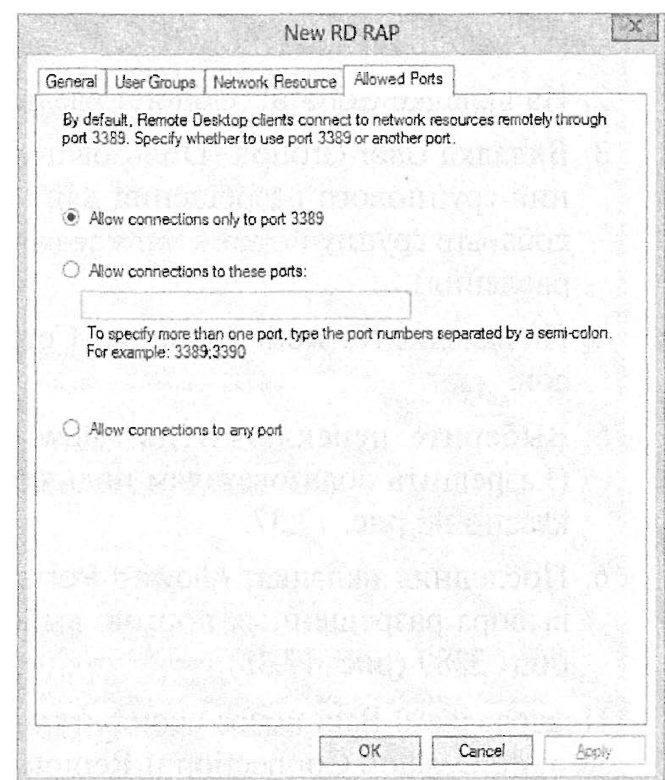 New RD RAP
X
General User Groups Network Resource Allowed Ports
By default, Remote Desktop clients connect to network resources remotely through
port 3389. Specify whether to use port 3389 or another port.
Allow connections only to port 3389
Allow connections to these ports:
To specify more than one port, type the port numbers separated by a semi-colon.
For example: 3389;3390
Allow connections to any port
OK Cancel Apply